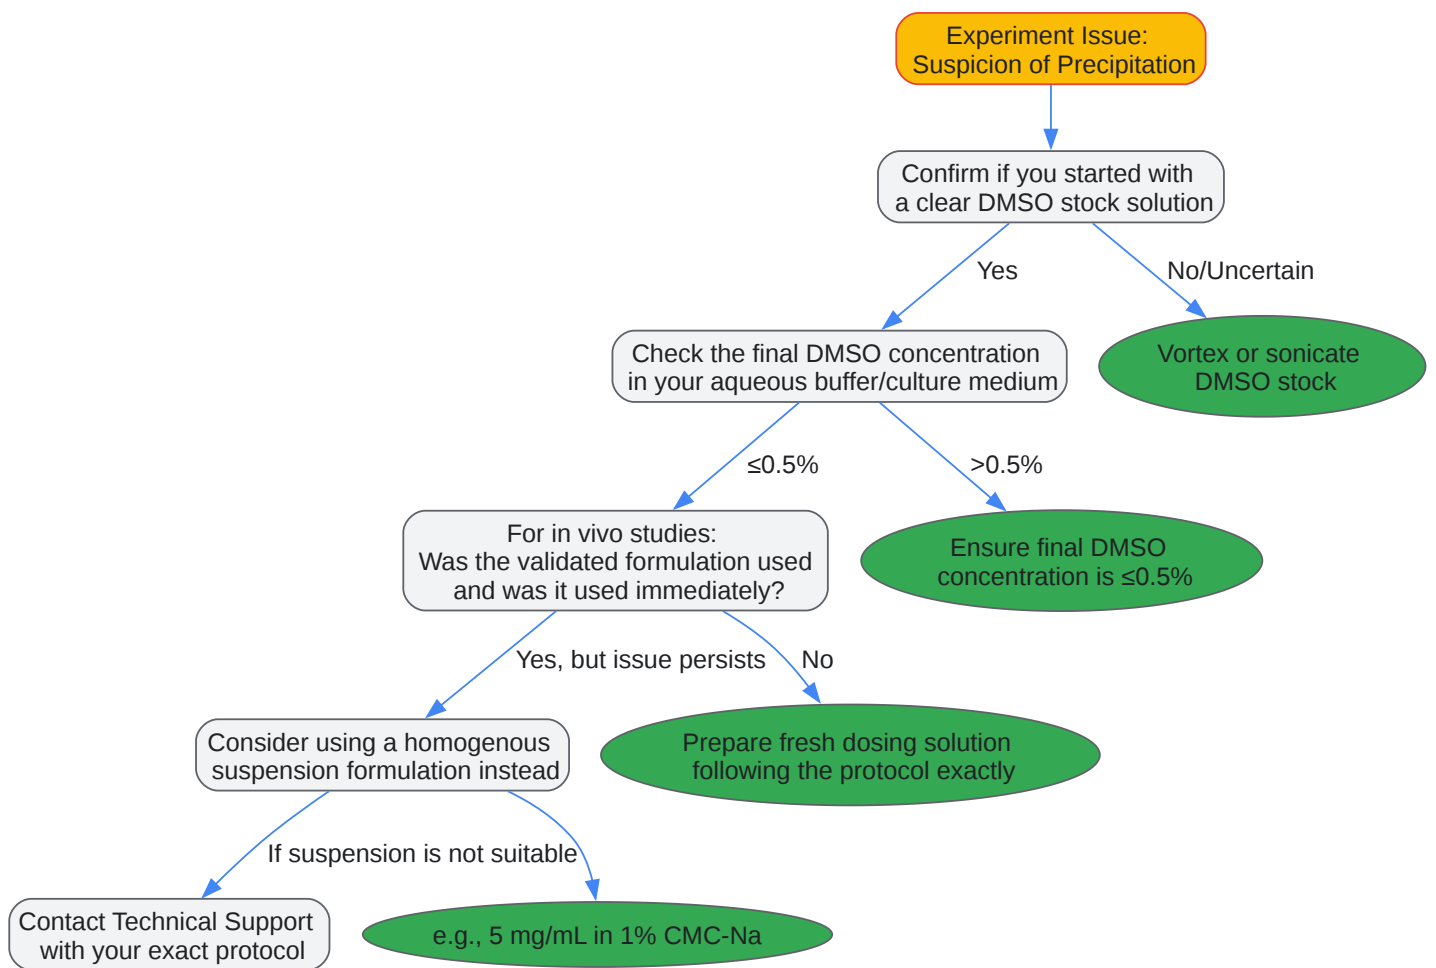 Experiment Issue:
Suspicion of Precipitation
Confirm if you started with
a clear DMSO stock solution
Yes
No/Uncertain
Check the final DMSO concentration
in your aqueous buffer/culture medium
Vortex or sonicate
DMSO stock
≤0.5%
>0.5%
For in vivo studies:
Was the validated formulation used
and was it used immediately?
Ensure final DMSO
concentration is ≤0.5%
Yes, but issue persists
No
Consider using a homogenous
suspension formulation instead
Prepare fresh dosing solution
following the protocol exactly
If suspension is not suitable
Contact Technical Support
with your exact protocol
e.g., 5 mg/mL in 1% CMC-Na